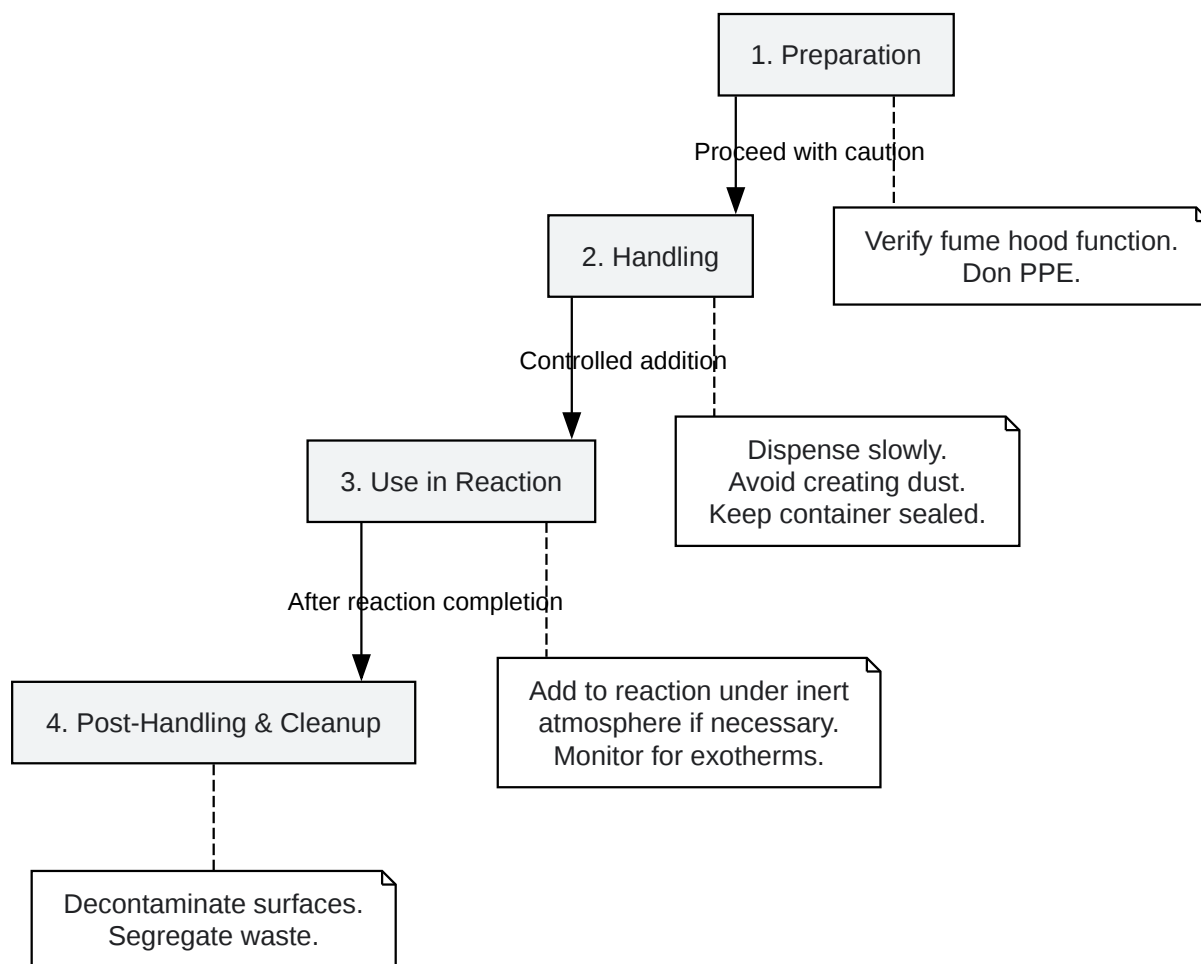 1. Preparation
Proceed with caution
Verify fume hood function.
Don PPE.
2. Handling
Controlled addition
Dispense slowly.
Avoid creating dust.
Keep container sealed.
3. Use in Reaction
After reaction completion
Add to reaction under inert
atmosphere if necessary.
Monitor for exotherms.
4. Post-Handling & Cleanup
Decontaminate surfaces.
Segregate waste.